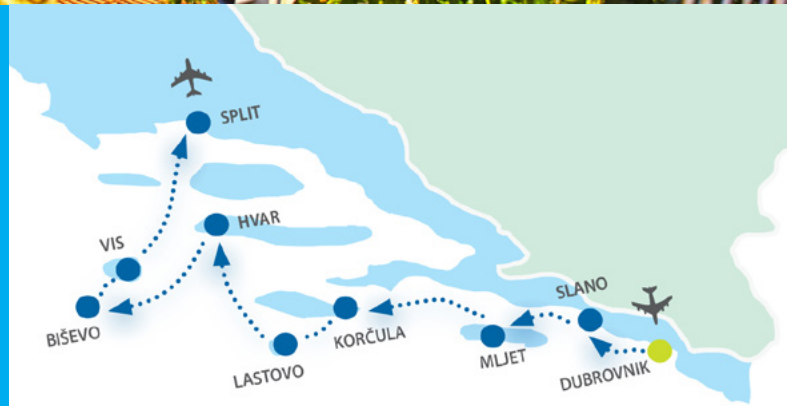 SPLIT
HVAR
VIS
BIŠEVO
LASTOVO
KORČULA
MLJET
SLANO
DUBROVNIK